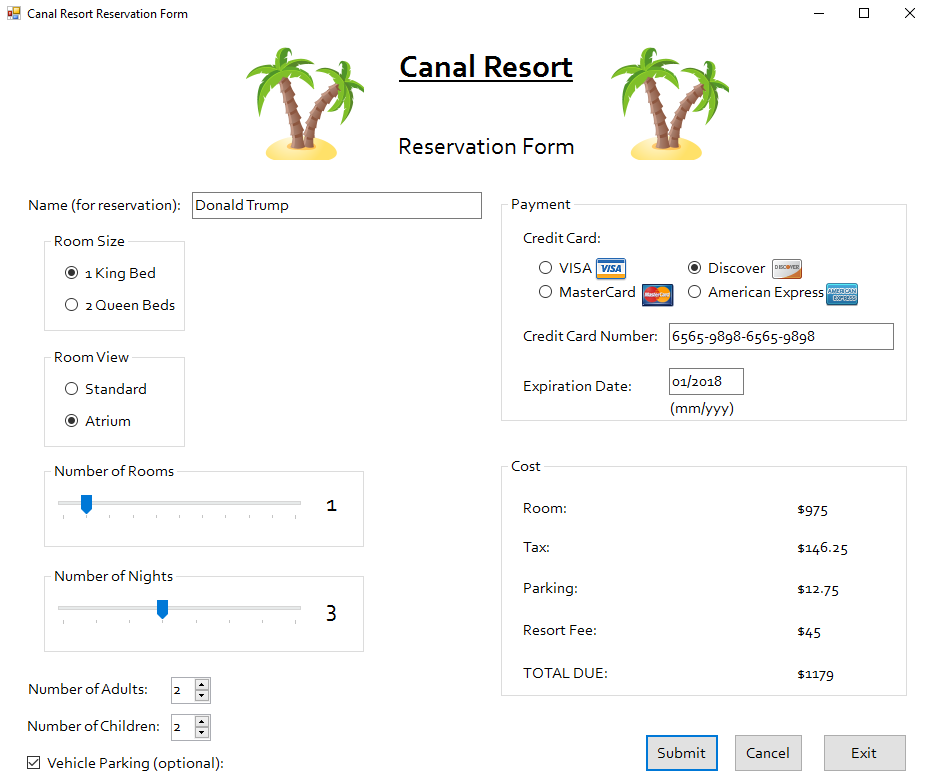 Canal Resort Reservation Form
Canal Resort
Reservation Form
Name (for reservation): Donald Trump
Room Size
1 King Bed
2 Queen Beds
Room View
Standard
Atrium
Number of Rooms
1
Number of Nights
3
Number of Adults: 2
Number of Children: 2
Vehicle Parking (optional):
Payment
Credit Card:
VISA VISA Discover DISCOVER
MasterCard MasterCard American Express AMERICAN EXPRESS
Credit Card Number: 6565-9898-6565-9898
Expiration Date: 01/2018
(mm/yyy)
Cost
Room: $975
Tax: $146.25
Parking: $12.75
Resort Fee: $45
TOTAL DUE: $1179
Submit Cancel Exit